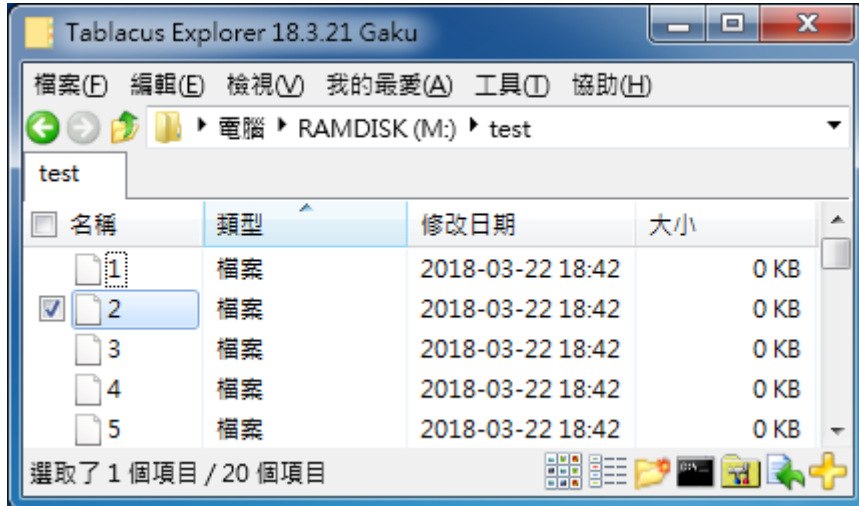 Tablacus Explorer 18.3.21 Gaku
檔案(F) 編輯(E) 檢視(V) 我的最愛(A) 工具(T) 協助(H)
電腦 RAMDISK (M:) test
test
名稱 類型 修改日期 大小
1 檔案 2018-03-22 18:42 0 KB
2 檔案 2018-03-22 18:42 0 KB
3 檔案 2018-03-22 18:42 0 KB
4 檔案 2018-03-22 18:42 0 KB
5 檔案 2018-03-22 18:42 0 KB
選取了 1 個項目 / 20 個項目